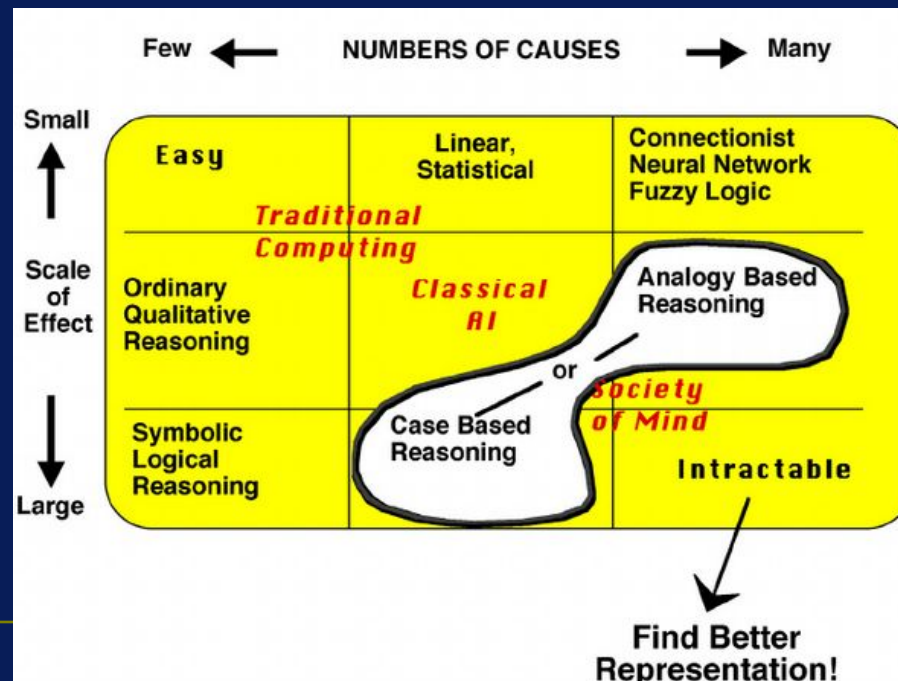 Few NUMBERS OF CAUSES Many
Small
Scale
of
Effect
Large
Easy
Linear,
Statistical
Connectionist
Neural Network
Fuzzy Logic
Traditional
Computing
Ordinary
Qualitative
Reasoning
Classical
AI
Analogy Based
Reasoning
or
society
of Mind
Symbolic
Logical
Reasoning
Case Based
Reasoning
Intractable
Find Better
Representation!